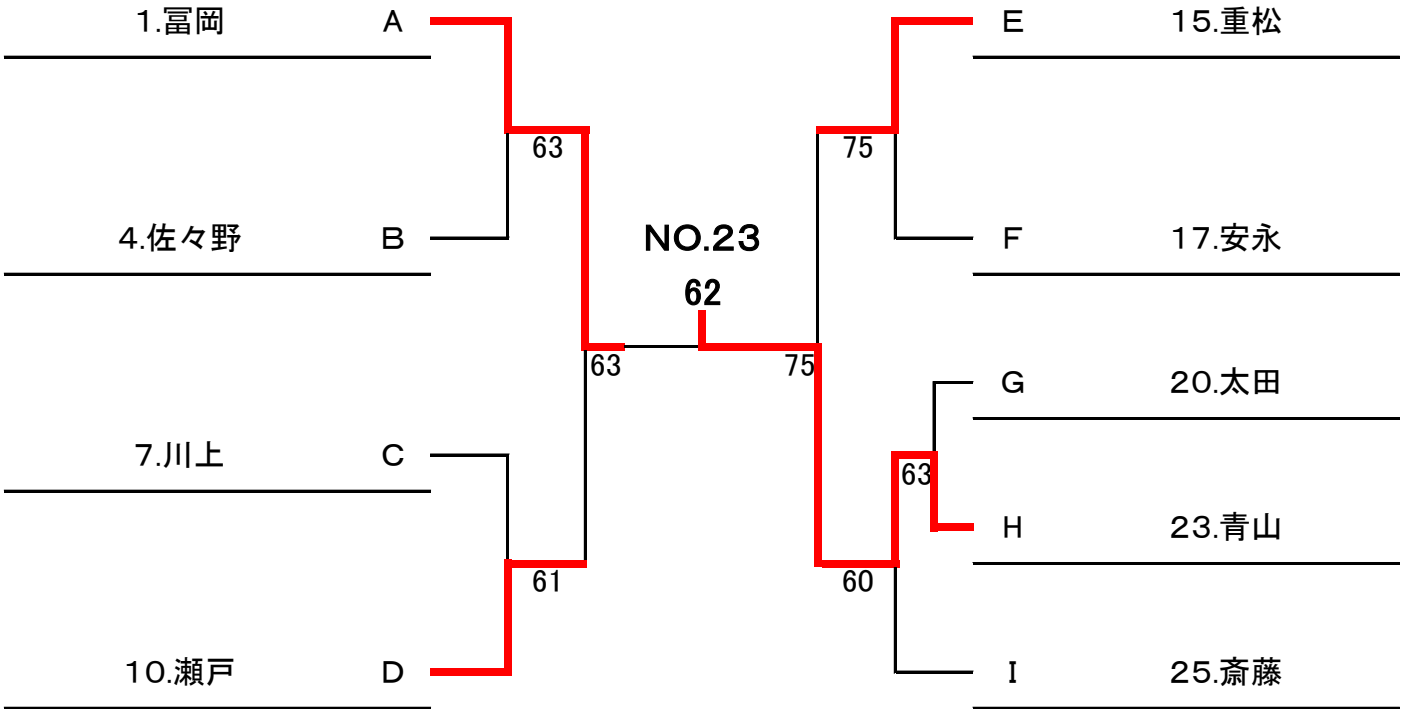 1.冨岡 A
E 15.重松
63
75
4.佐々野 B
NO.23
F 17.安永
62
63
75
G 20.太田
7.川上 C
63
H 23.青山
61
60
10.瀬戸 D
I 25.斎藤